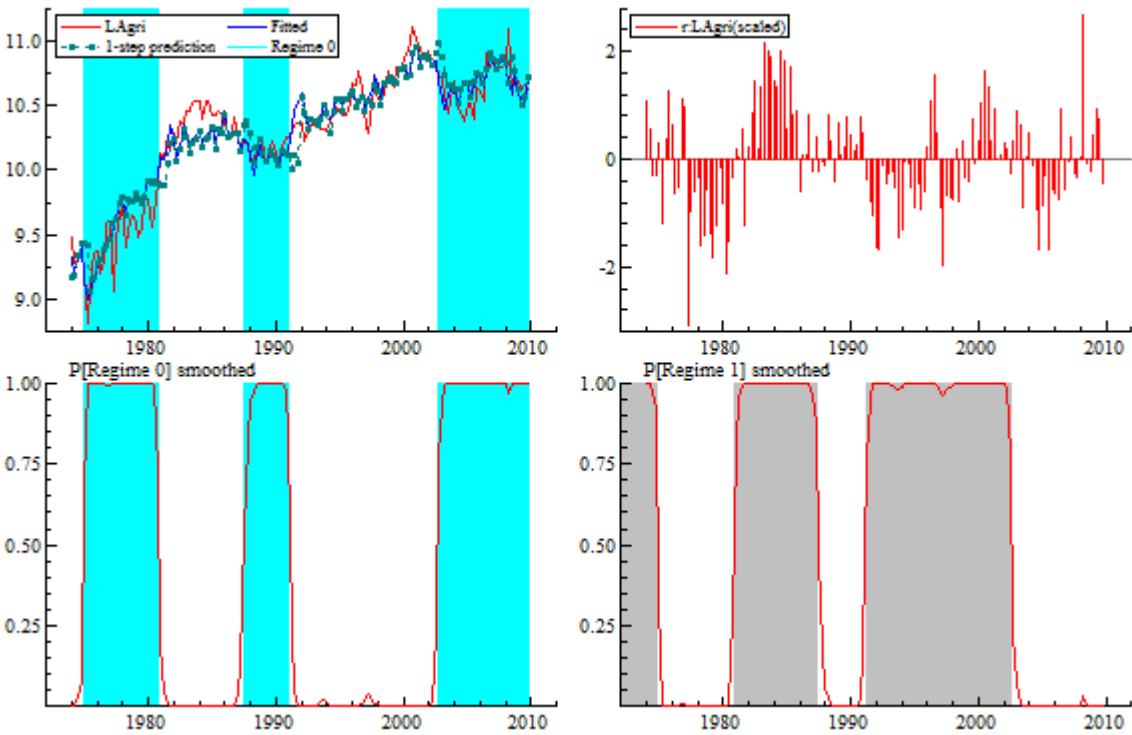 LAgri Fitted
1-step prediction Regime 0
11.0
10.5
10.0
9.5
9.0
1980 1990 2000 2010
r:LAgri(scaled)
2
0
-2
1980 1990 2000 2010
P[Regime 0] smoothed
1.00
0.75
0.50
0.25
1980 1990 2000 2010
P[Regime 1] smoothed
1.00
0.75
0.50
0.25
1980 1990 2000 2010